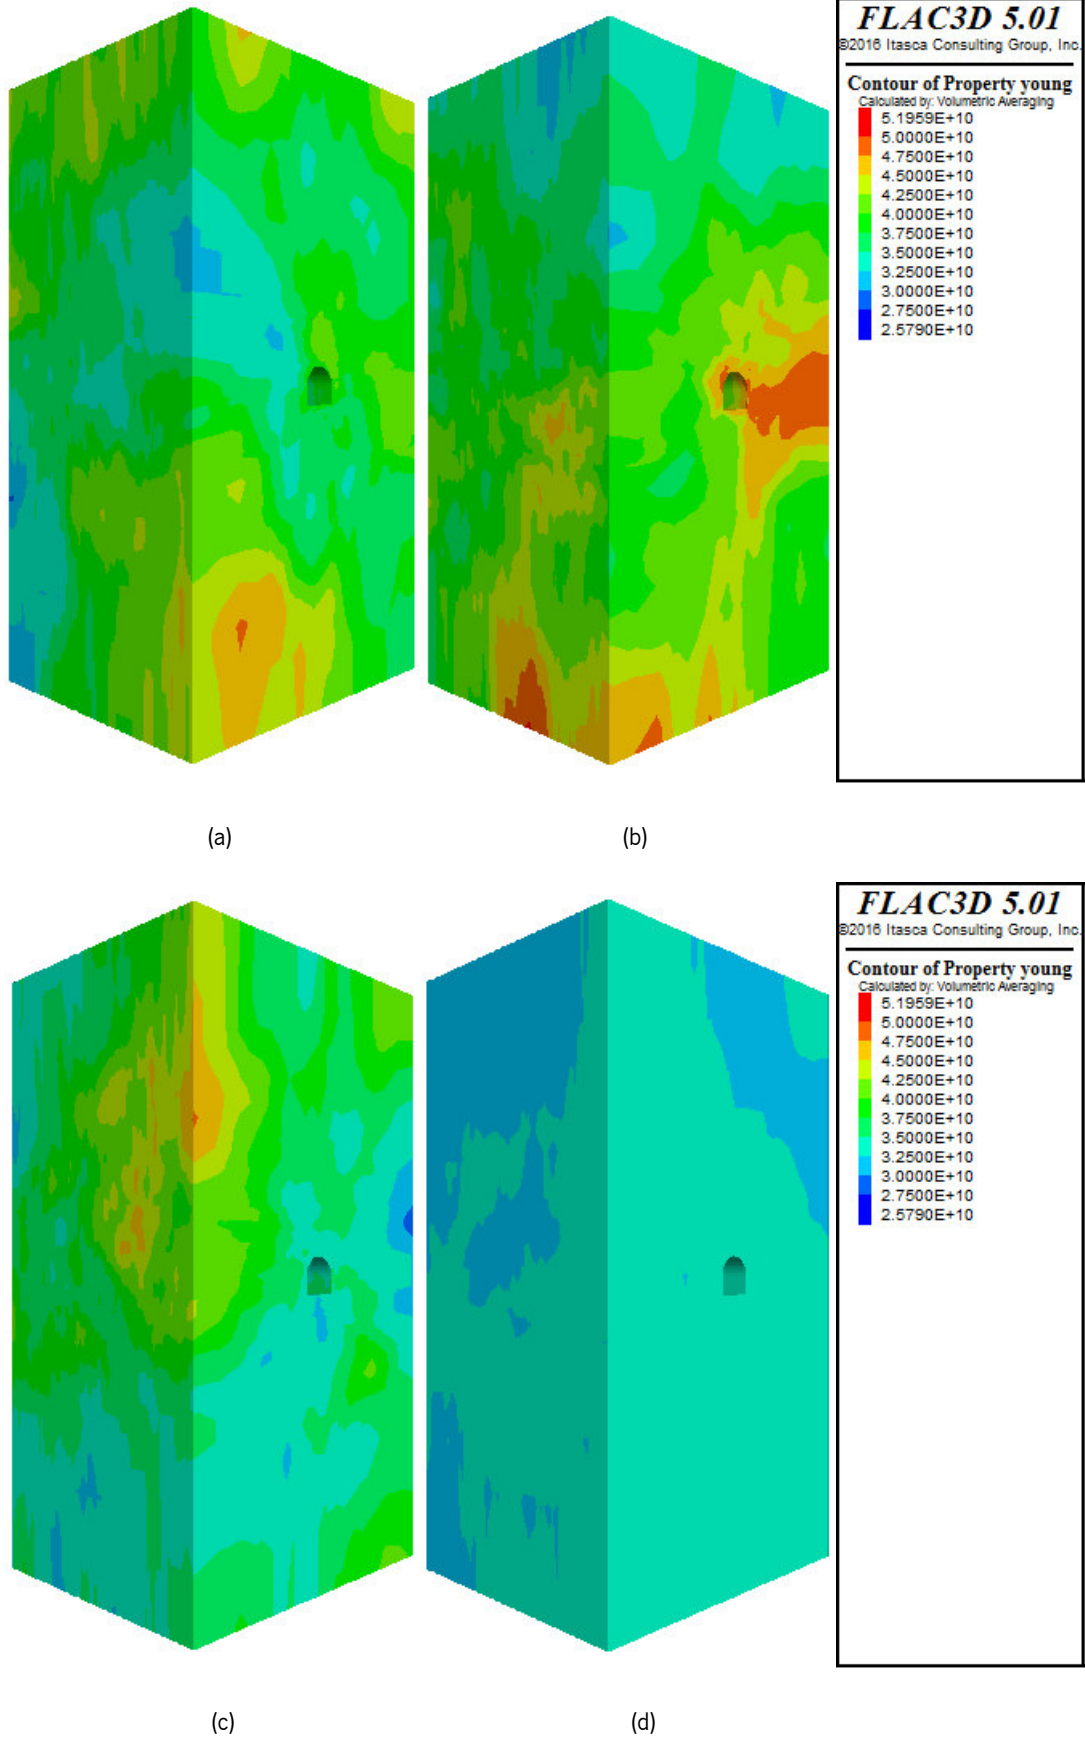 FLAC3D 5.01
©2016 Itasca Consulting Group, Inc.
Contour of Property young
Calculated by: Volumetric Averaging
5.1959E+10
5.0000E+10
4.7500E+10
4.5000E+10
4.2500E+10
4.0000E+10
3.7500E+10
3.5000E+10
3.2500E+10
3.0000E+10
2.7500E+10
2.5790E+10
(a)
(b)
FLAC3D 5.01
©2016 Itasca Consulting Group, Inc.
Contour of Property young
Calculated by: Volumetric Averaging
5.1959E+10
5.0000E+10
4.7500E+10
4.5000E+10
4.2500E+10
4.0000E+10
3.7500E+10
3.5000E+10
3.2500E+10
3.0000E+10
2.7500E+10
2.5790E+10
(c)
(d)